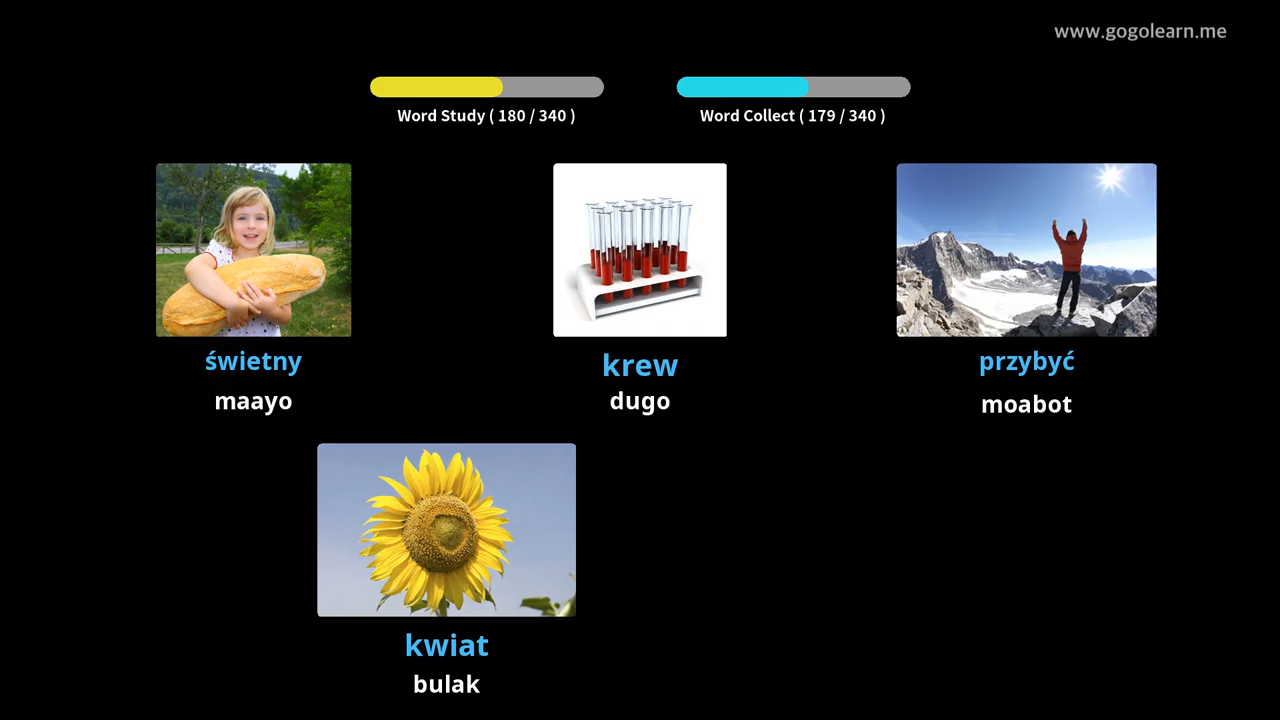 www.gogolearn.me
Word Study ( 180 / 340 )
Word Collect ( 179 / 340 )
świetny
maayo
krew
dugo
przybyć
moabot
kwiat
bulak